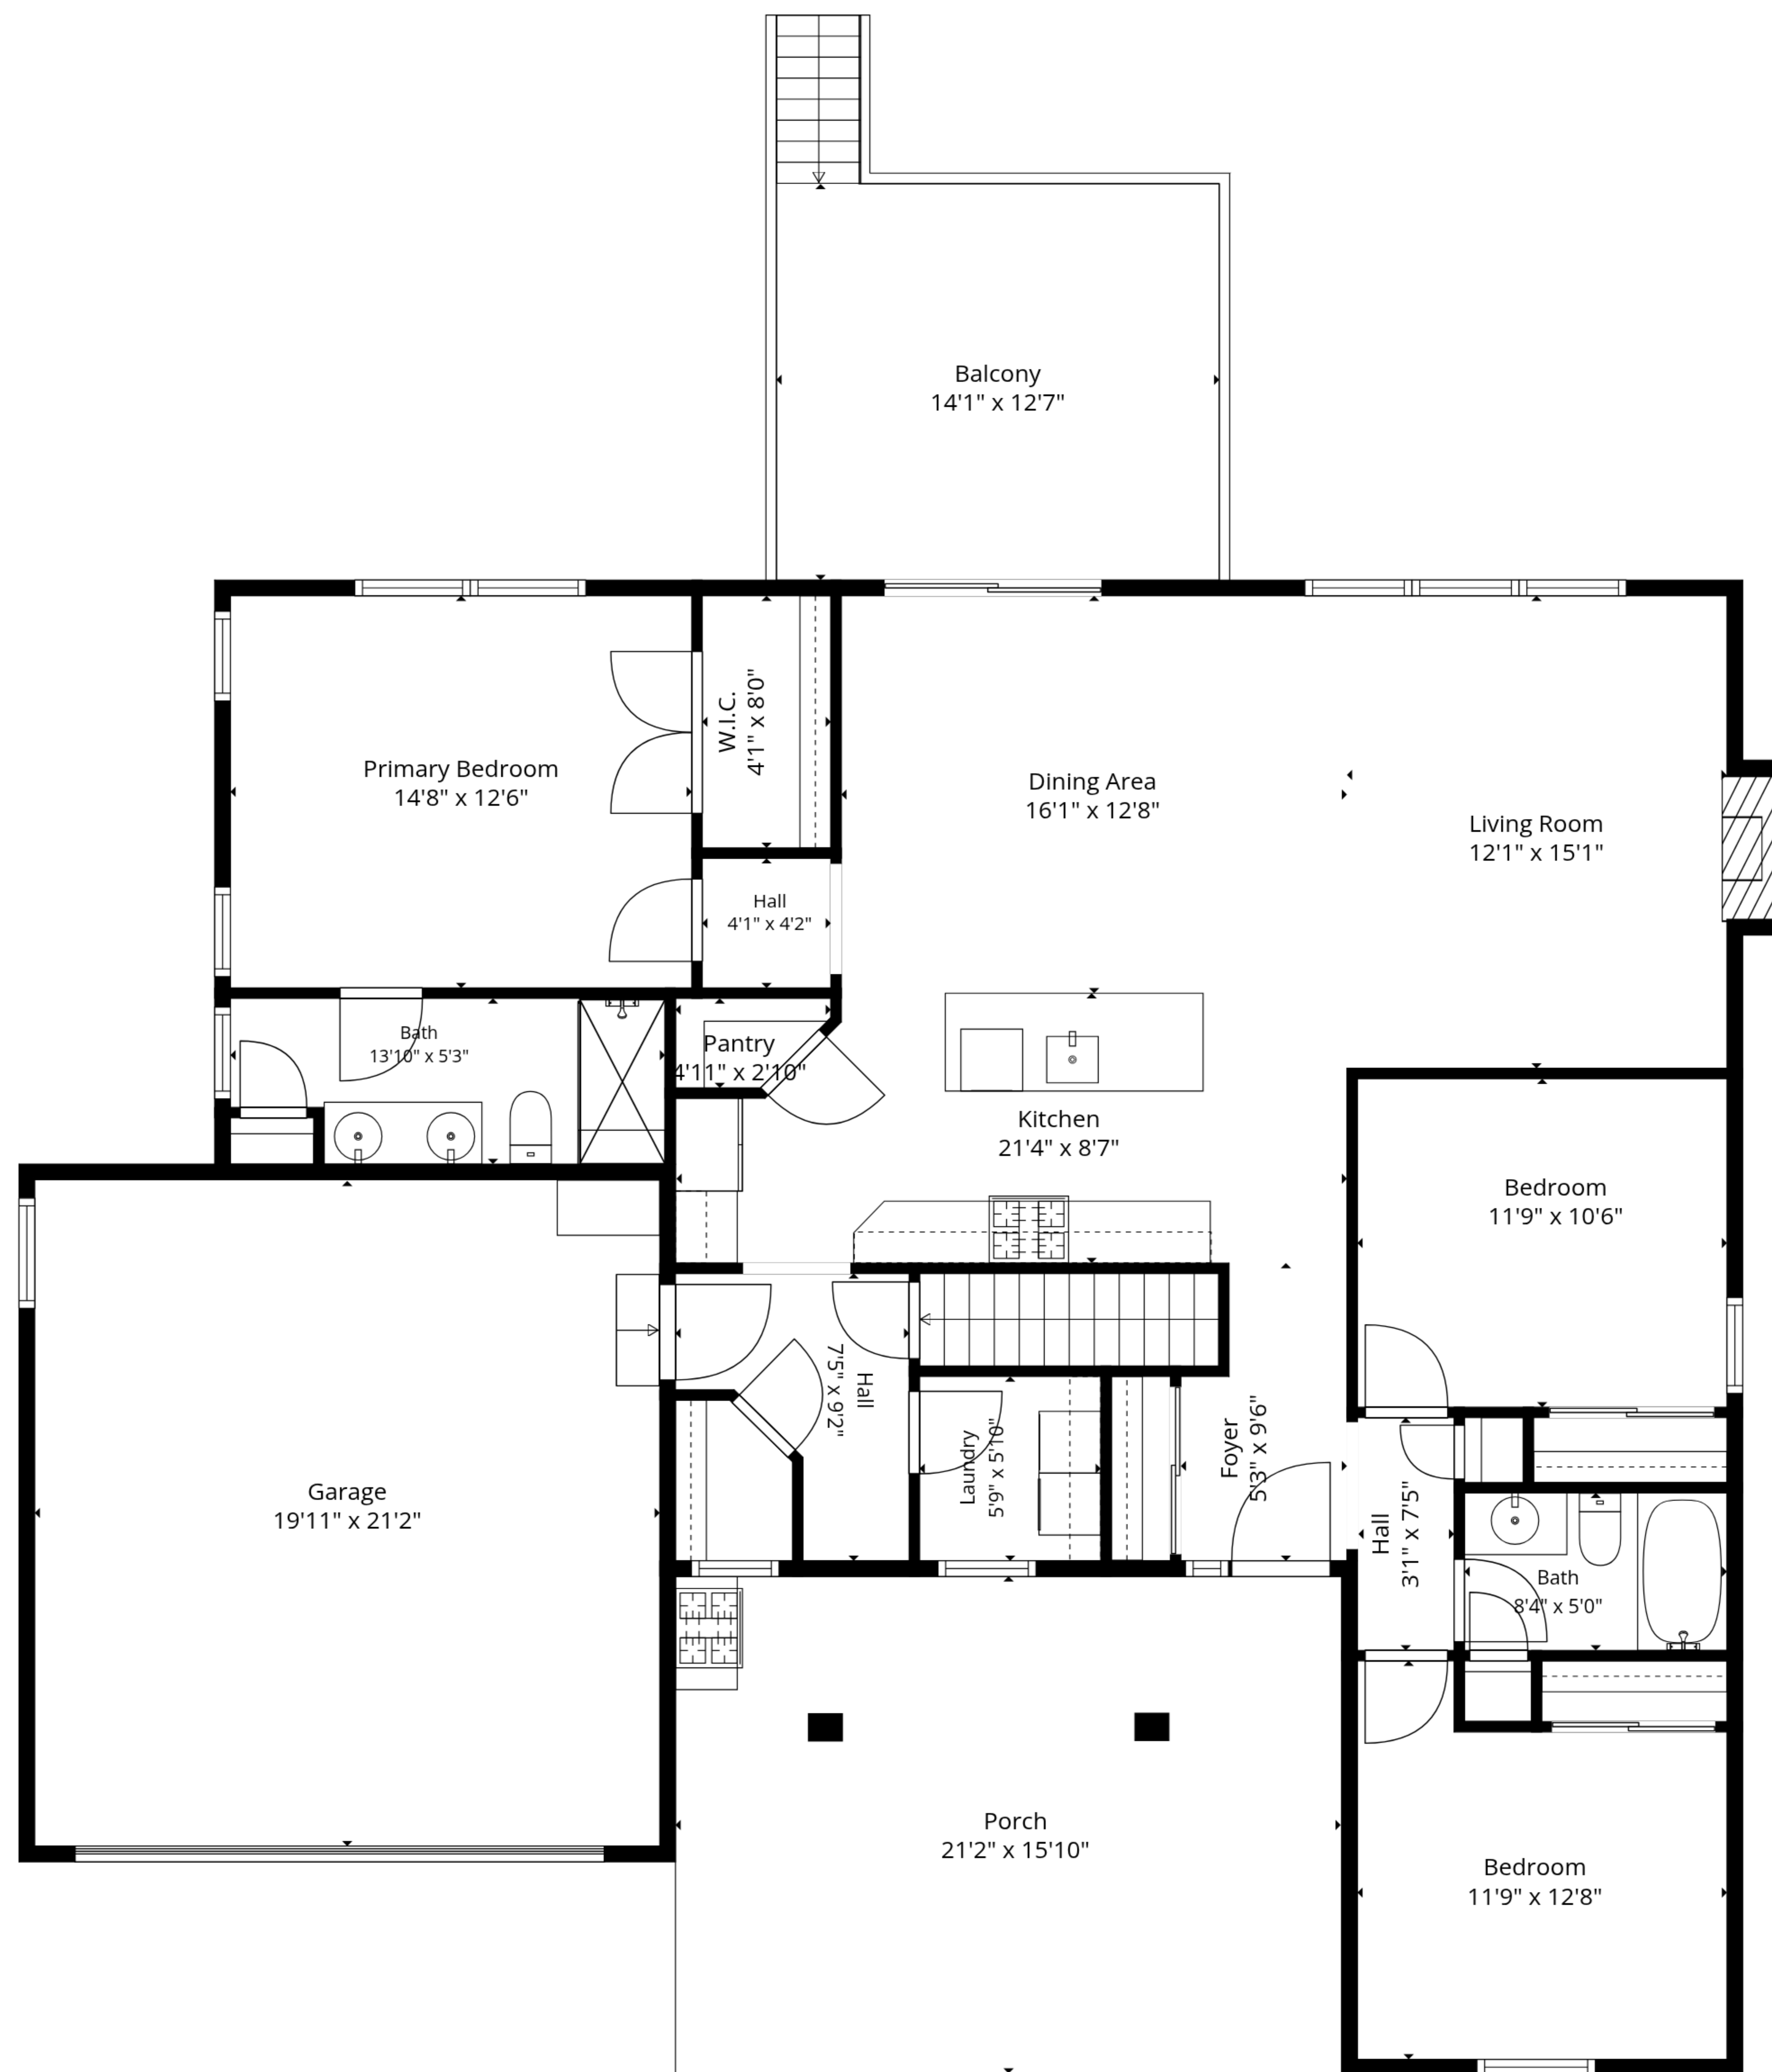 Balcony
14'1" x 12'7"
Primary Bedroom
14'8" x 12'6"
W.I.C.
4'1" x 8'0"
Dining Area
16'1" x 12'8"
Living Room
12'1" x 15'1"
Hall
4'1" x 4'2"
Bath
13'10" x 5'3"
Pantry
4'11" x 2'10"
Kitchen
21'4" x 8'7"
Bedroom
11'9" x 10'6"
Hall
7'5" x 9'2"
Laundry
5'9" x 5'10"
Foyer
5'3" x 9'6"
Garage
19'11" x 21'2"
Hall
3'1" x 7'5"
Bath
8'4" x 5'0"
Porch
21'2" x 15'10"
Bedroom
11'9" x 12'8"